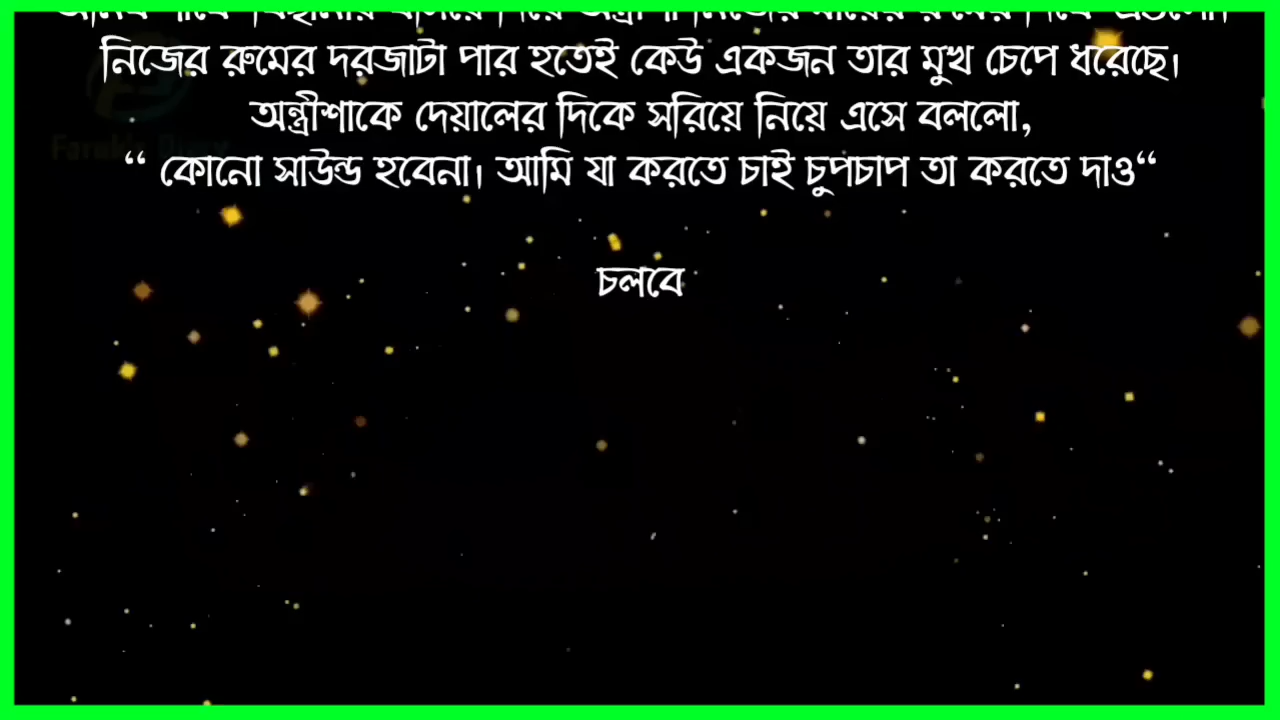 নিজের রুমের দরজাটা পার হতেই কেউ একজন তার মুখ চেপে ধরেছে।
অন্ত্রীশাকে দেয়ালের দিকে সরিয়ে নিয়ে এসে বললো,
“ কোনো সাউন্ড হবেনা। আমি যা করতে চাই চুপচাপ তা করতে দাও“
চলবে